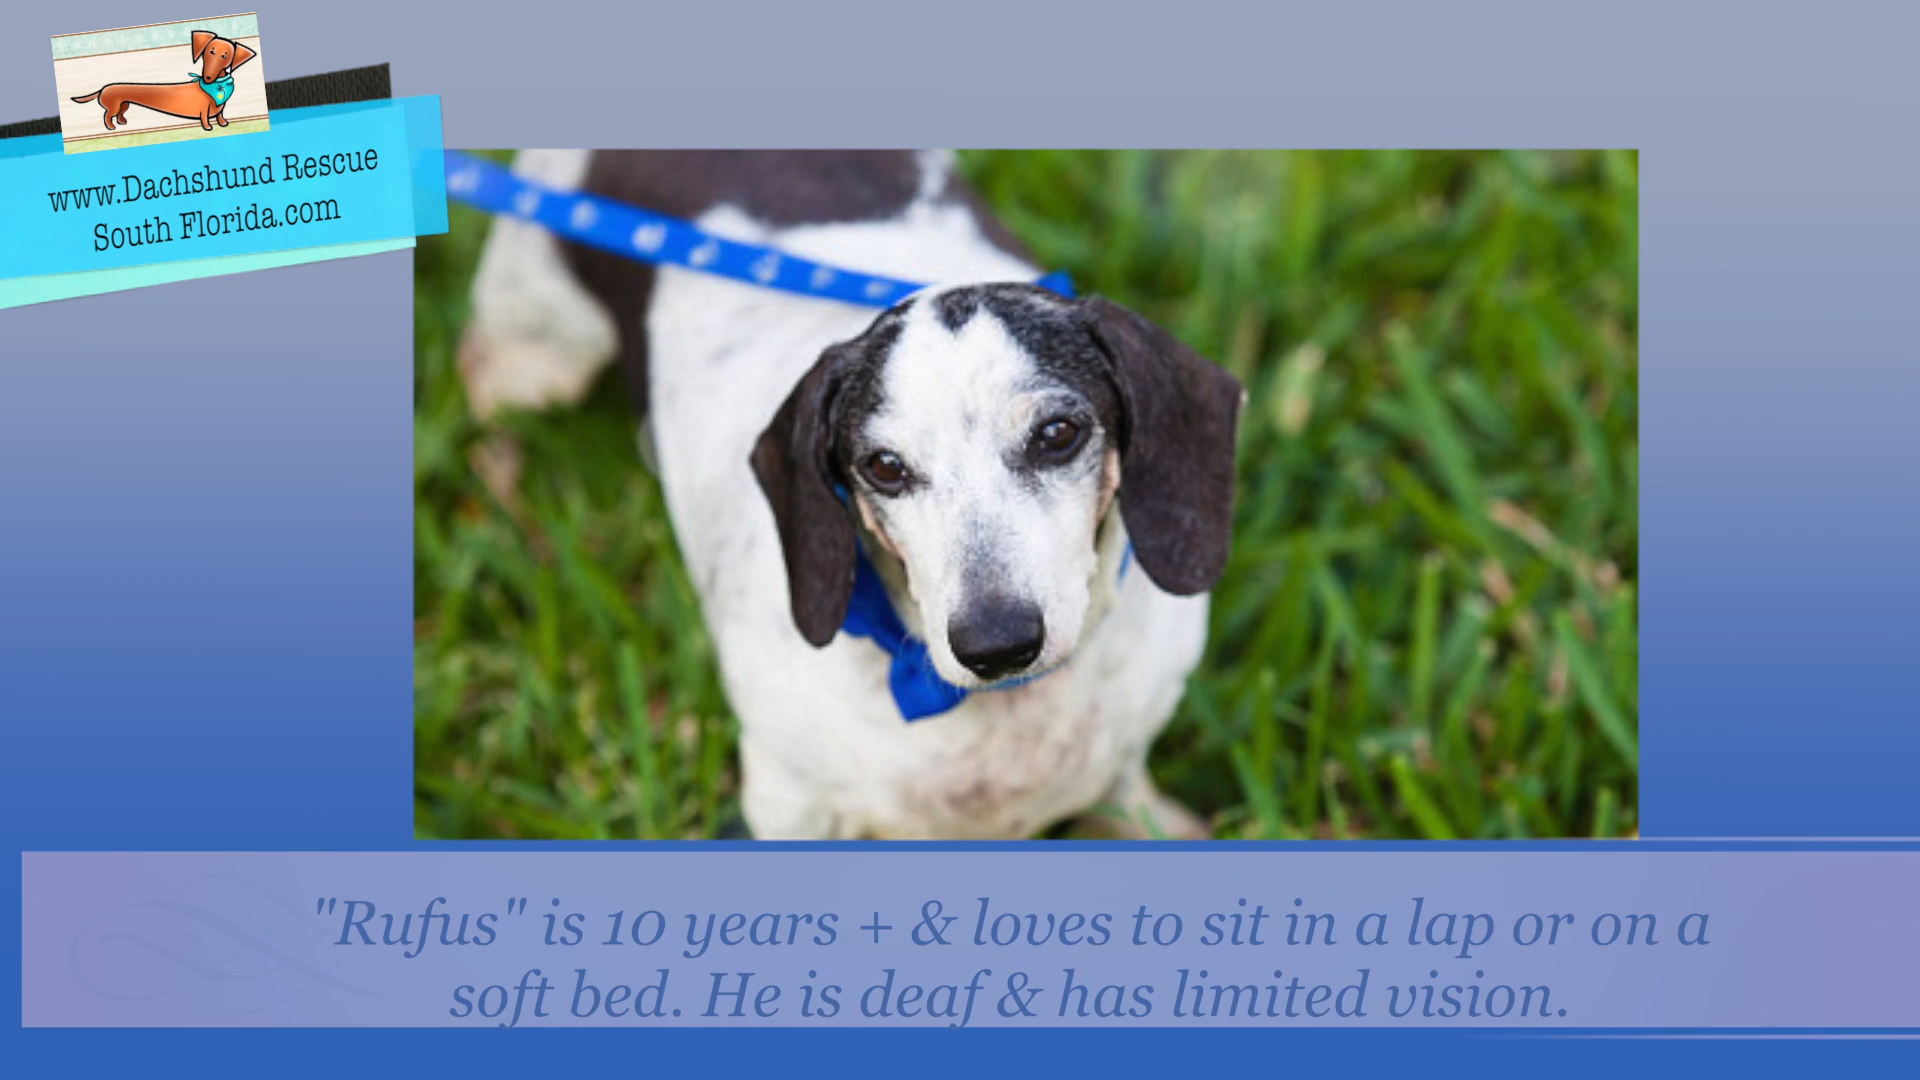 www.Dachshund Rescue
South Florida.com
"Rufus" is 10 years + & loves to sit in a lap or on a
soft bed. He is deaf & has limited vision.